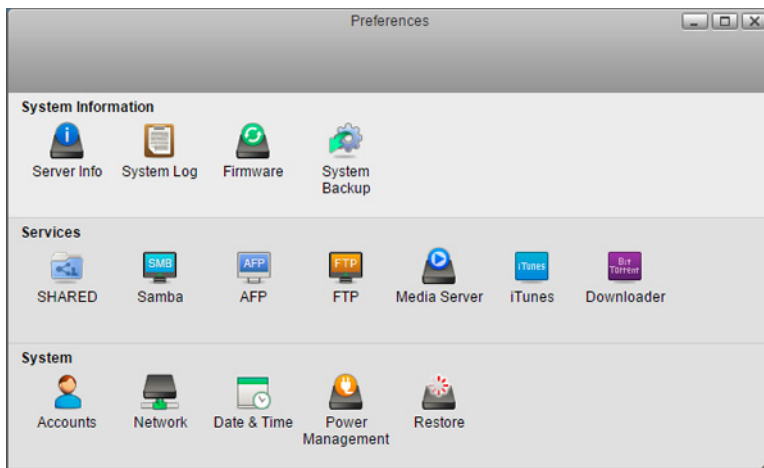 Preferences
System Information
Server Info
System Log
Firmware
System
Backup
Services
SMB
AFP
FTP
iTunes
Bit
Torrent
SHARED
Samba
AFP
FTP
Media Server
iTunes
Downloader
System
Accounts
Network
Date & Time
Power
Management
Restore